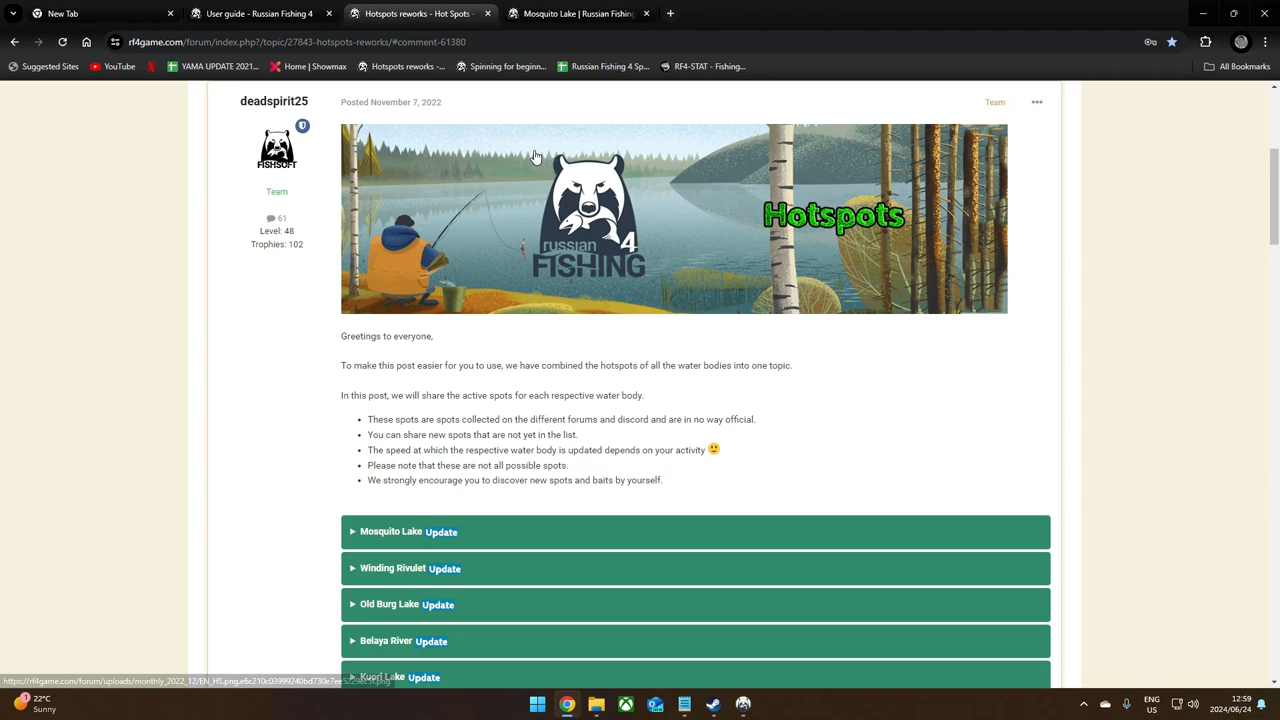 New Tab
User guide - Russian Fishing 4
Hotspots reworks - Hot Spots -
Mosquito Lake | Russian Fishing
rf4game.com/forum/index.php?/topic/27843-hotspots-reworks/#comment-61380
Suggested Sites
YouTube
YAMA UPDATE 2021...
Home | Showmax
Hotspots reworks -...
Spinning for beginn...
Russian Fishing 4 Sp...
RF4-STAT - Fishing...
All Bookmarks
deadspirit25
Posted November 7, 2022
Team
FISHSOFT
Team
61
Level: 48
Trophies: 102
Hotspots
russian 4
FISHING
Greetings to everyone,
To make this post easier for you to use, we have combined the hotspots of all the water bodies into one topic.
In this post, we will share the active spots for each respective water body.
• These spots are spots collected on the different forums and discord and are in no way official.
• You can share new spots that are not yet in the list.
• The speed at which the respective water body is updated depends on your activity 🙂
• Please note that these are not all possible spots.
• We strongly encourage you to discover new spots and baits by yourself.
Mosquito Lake Update
Winding Rivulet Update
Old Burg Lake Update
Belaya River Update
Kuori Lake Update
22°C
Sunny
ENG
US
12:59
2024/06/24